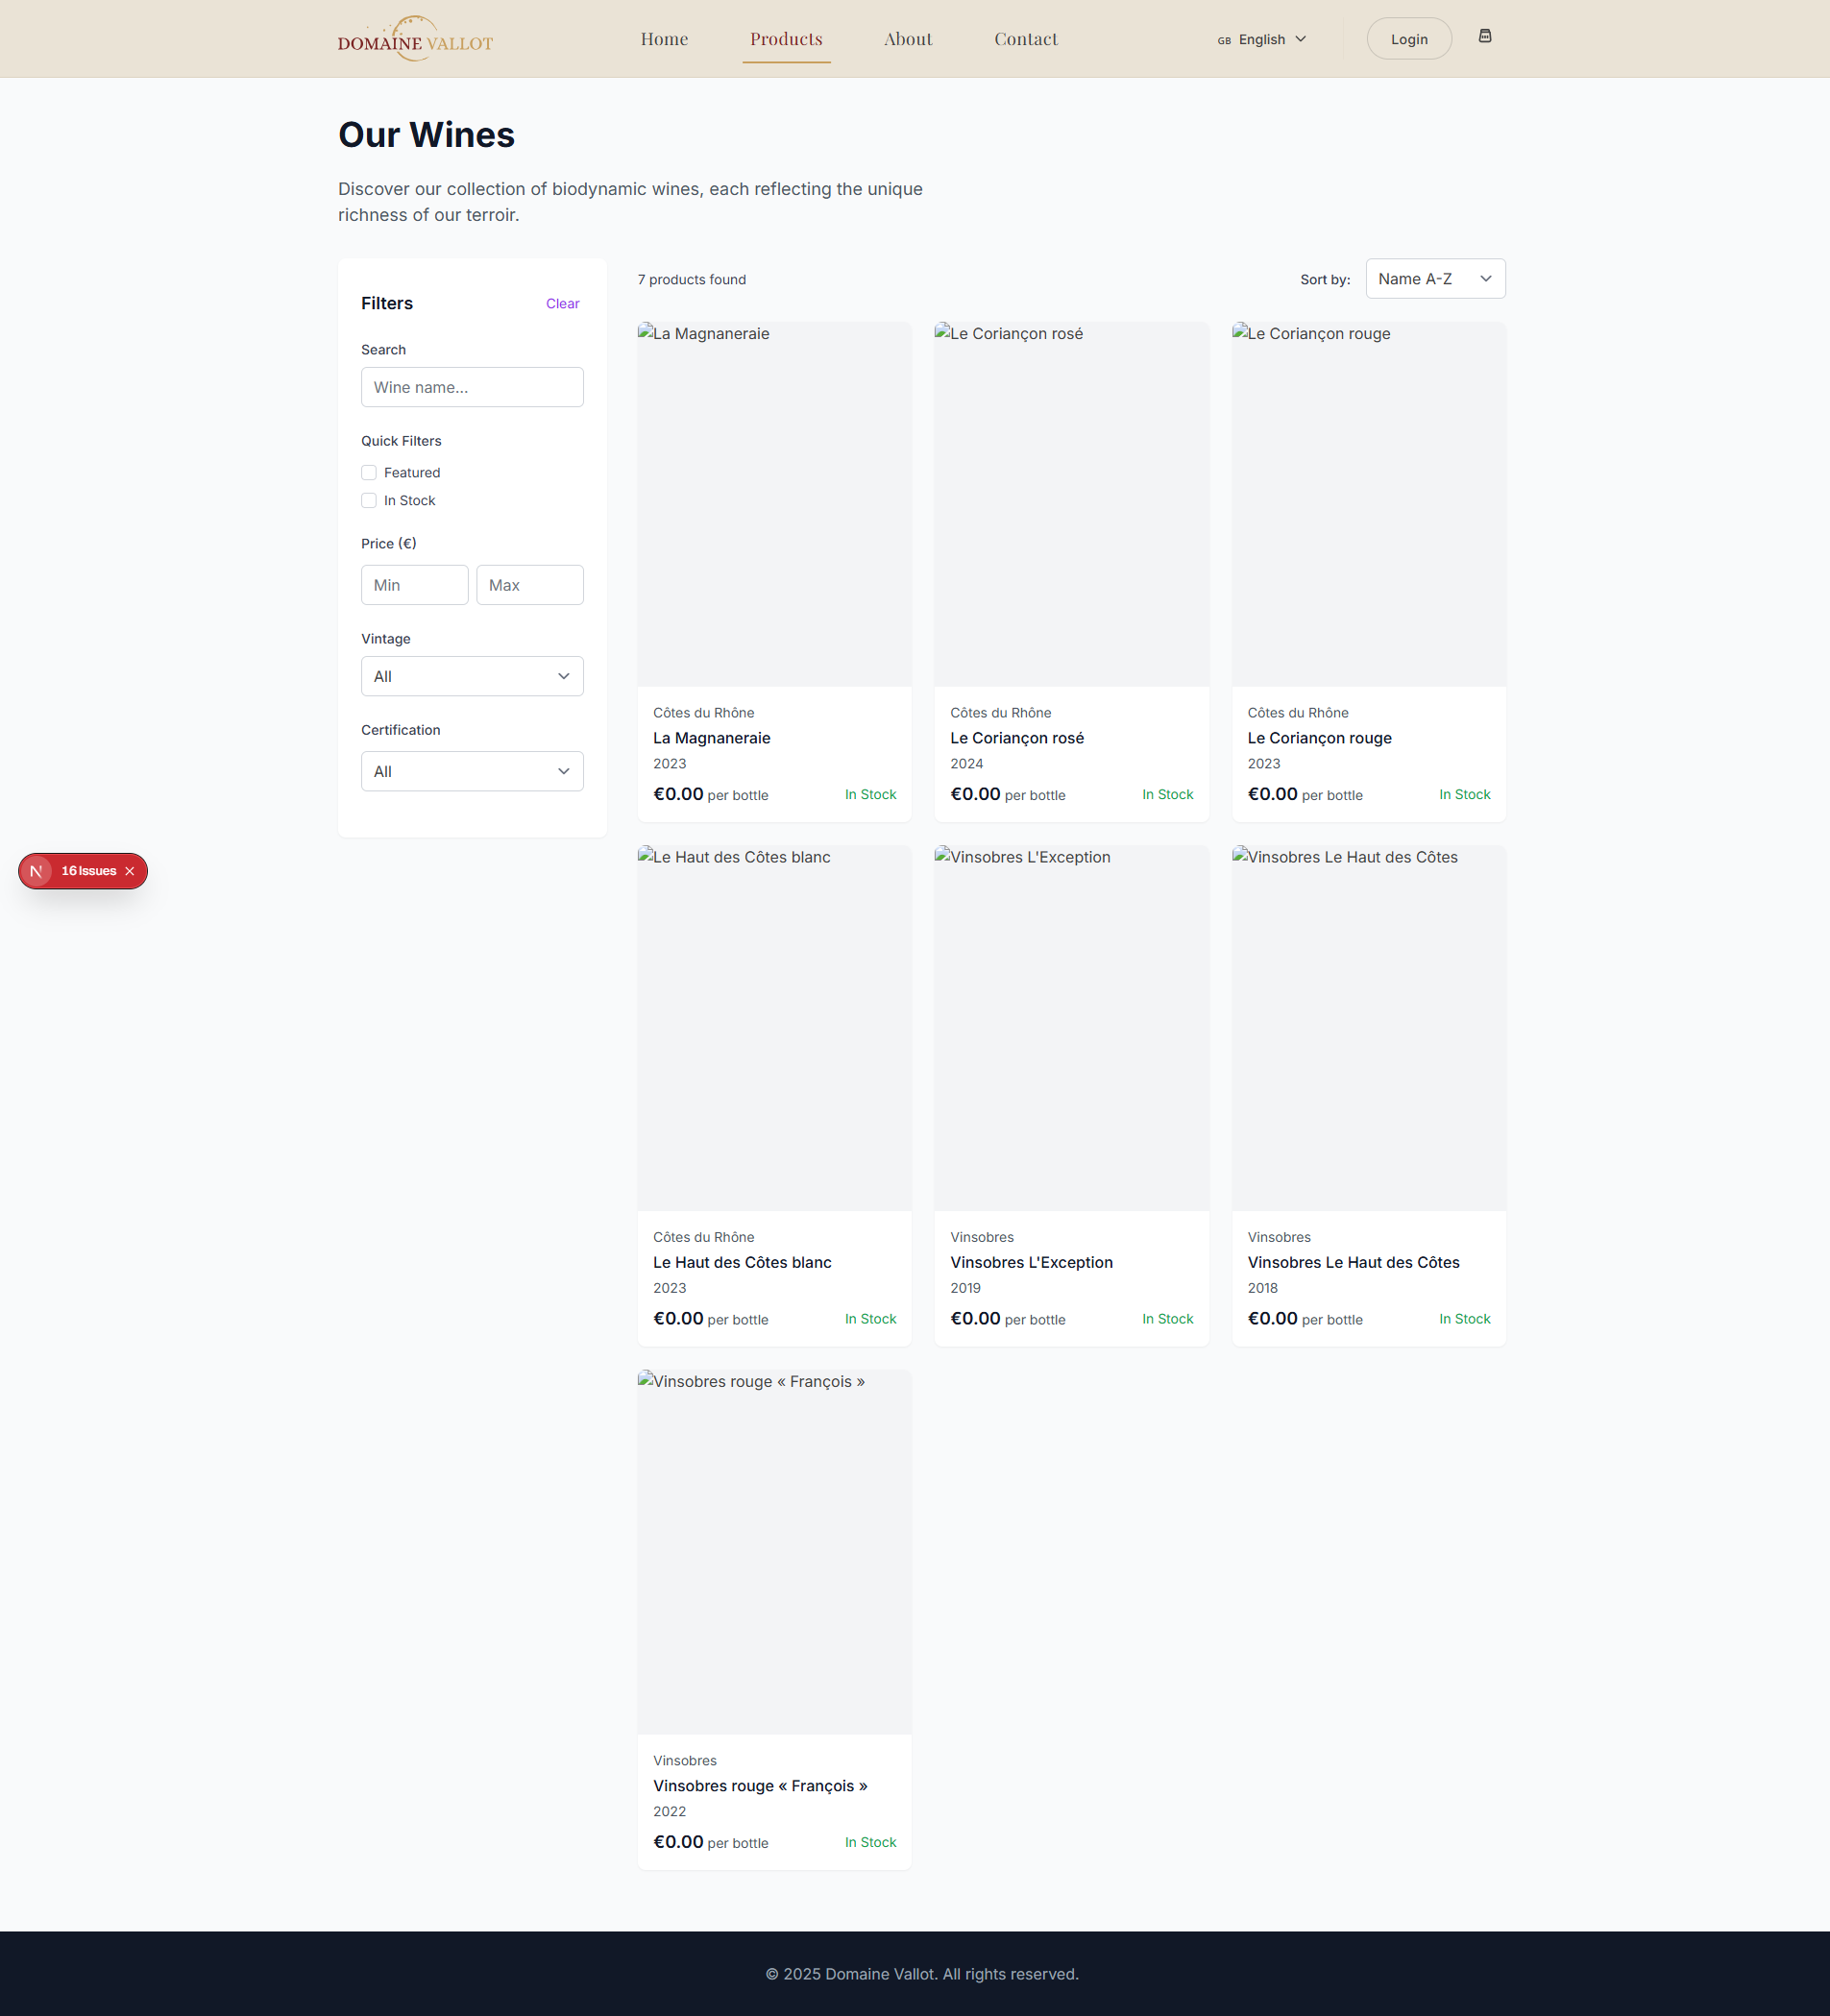 DOMAINE VALLOT
Home
Products
About
Contact
GB English
Login
Our Wines
Discover our collection of biodynamic wines, each reflecting the unique
richness of our terroir.
Filters
Clear
Search
Wine name...
Quick Filters
Featured
In Stock
Price (€)
Min
Max
Vintage
All
Certification
All
16 Issues
7 products found
Sort by:
Name A-Z
La Magnaneraie
Côtes du Rhône
La Magnaneraie
2023
€0.00 per bottle
In Stock
Le Coriançon rosé
Côtes du Rhône
Le Coriançon rosé
2024
€0.00 per bottle
In Stock
Le Coriançon rouge
Côtes du Rhône
Le Coriançon rouge
2023
€0.00 per bottle
In Stock
Le Haut des Côtes blanc
Côtes du Rhône
Le Haut des Côtes blanc
2023
€0.00 per bottle
In Stock
Vinsobres L'Exception
Vinsobres
Vinsobres L'Exception
2019
€0.00 per bottle
In Stock
Vinsobres Le Haut des Côtes
Vinsobres
Vinsobres Le Haut des Côtes
2018
€0.00 per bottle
In Stock
Vinsobres rouge « François »
Vinsobres
Vinsobres rouge « François »
2022
€0.00 per bottle
In Stock
© 2025 Domaine Vallot. All rights reserved.